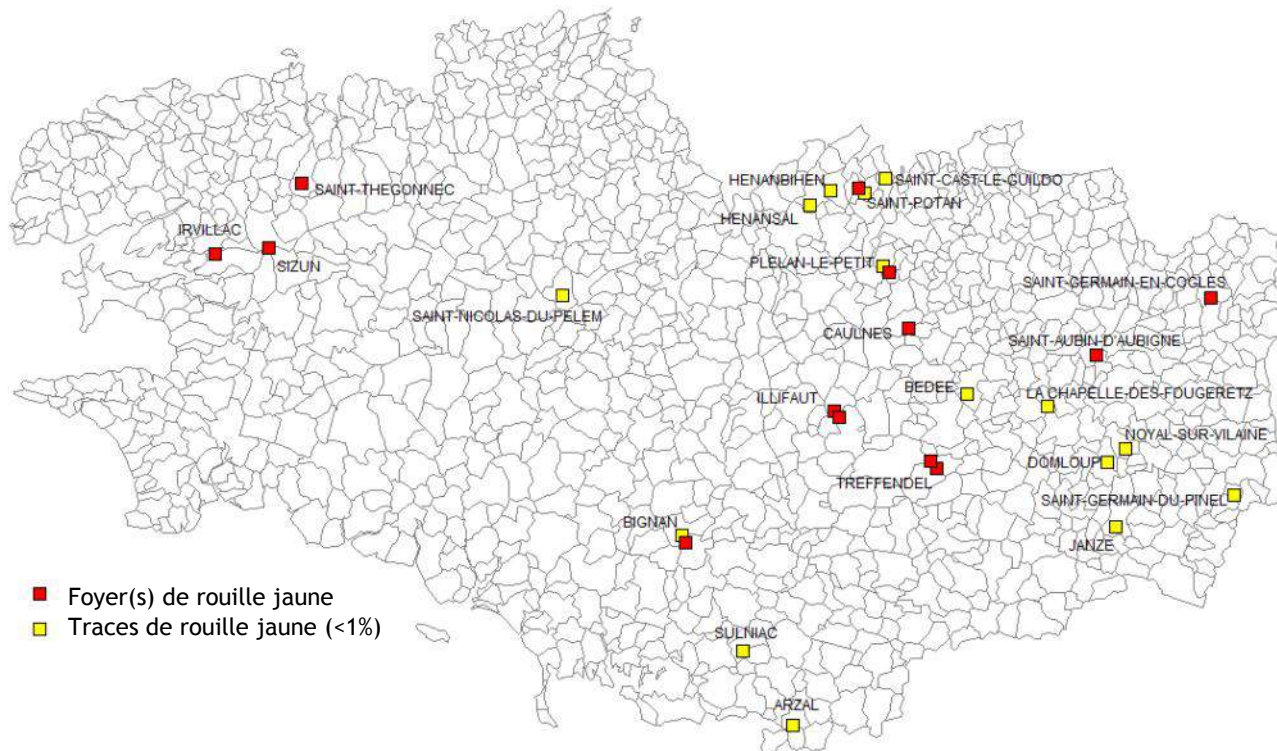 HENANBIHEN
SAINT-CAST-LE-GUILDO
SAINT-THEGONNEC
SAINT-POTAN
HENANSAL
IRVILLAC
SIZUN
PLELAN-LE-PETIT
SAINT-GERMAIN-EN-COGLES
SAINT-NICOLAS-DU-PELEM
CAULNES
SAINT-AUBIN-D'AUBIGNE
BEDEE
LA CHAPELLE-DES-FOUGERETZ
ILLIFAUT
NOYAL-SUR-VILAINE
DOMLOUP
TREFFENDEL
SAINT-GERMAIN-DU-PINEL
BIGNAN
JANZE
Foyer(s) de rouille jaune
Traces de rouille jaune (<1%)
SULNIAC
ARZAL